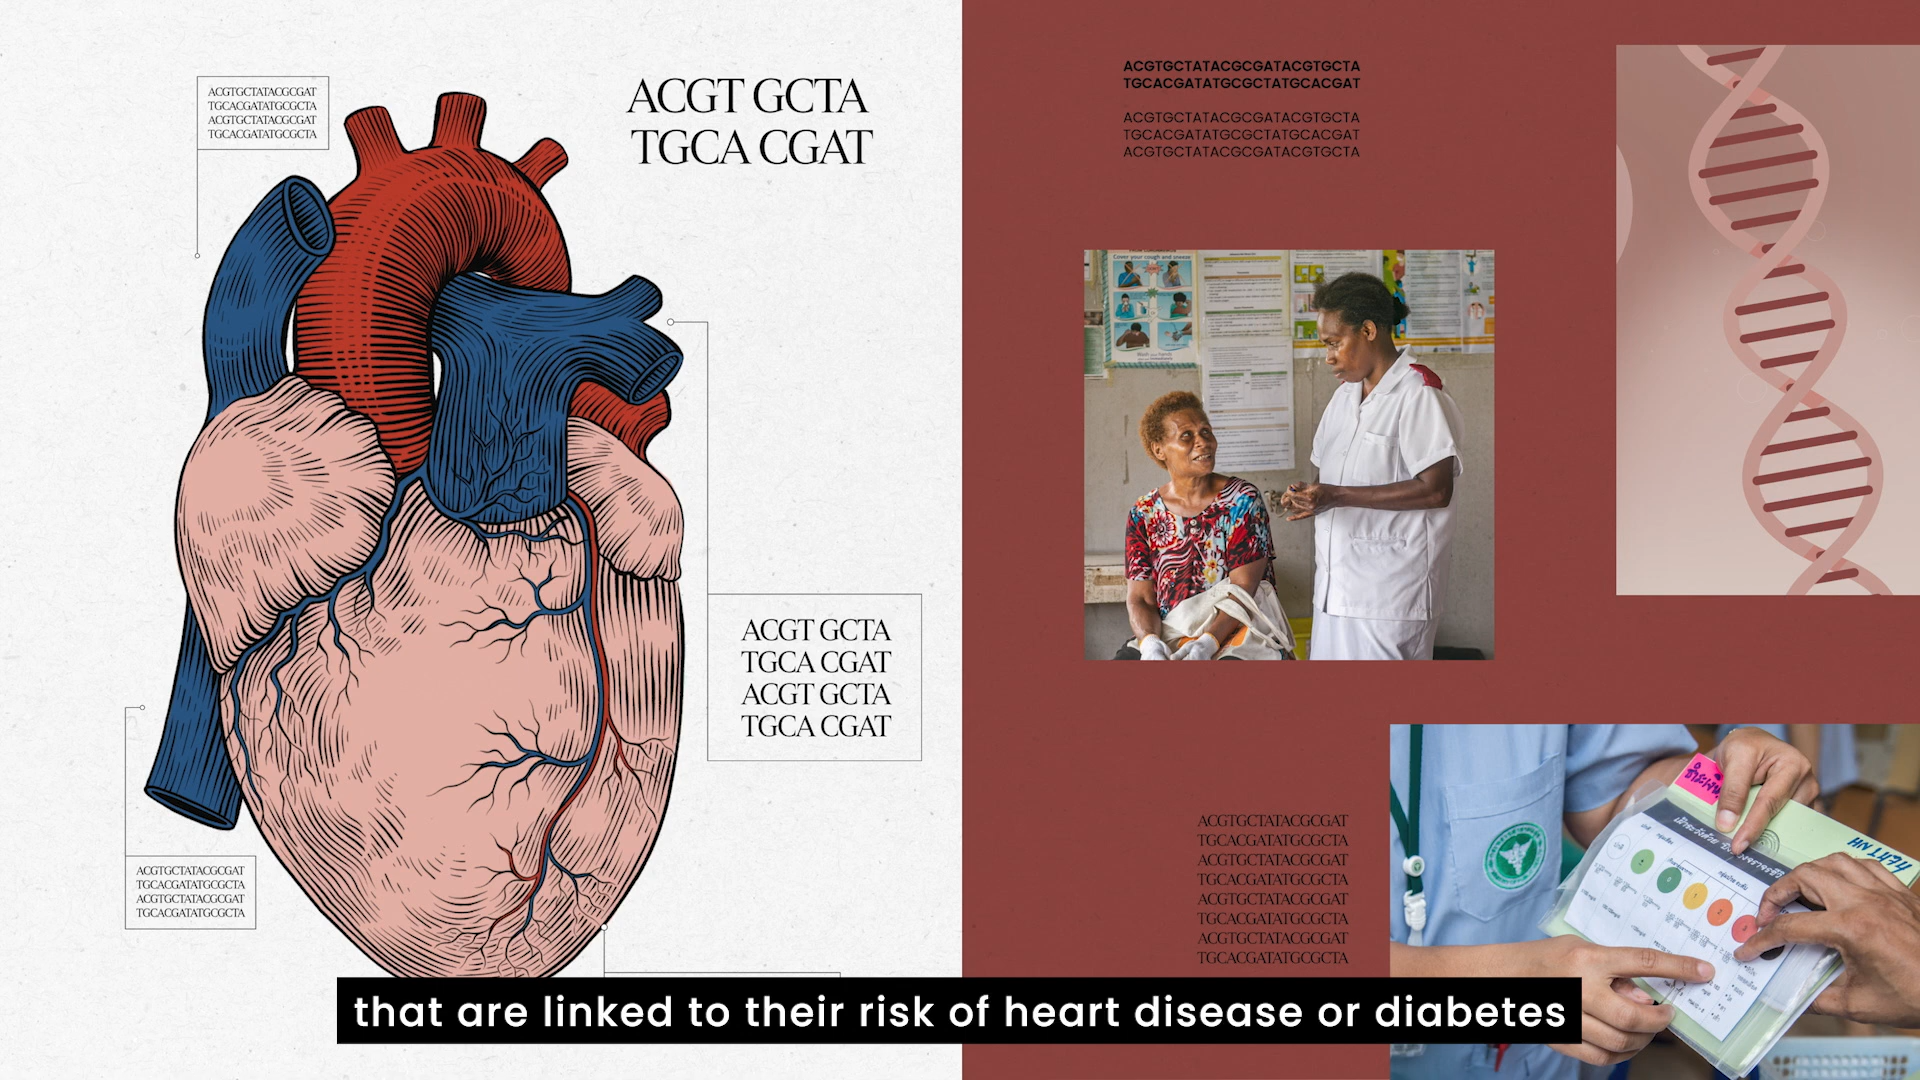 ACGTGCTATACGCGAT
TGCACGATATGCGCTA
ACGTGCTATACGCGAT
TGCACGATATGCGCTA
ACGT GCTA
TGCA CGAT
ACGT GCTA
TGCA CGAT
ACGT GCTA
TGCA CGAT
ACGTGCTATACGCGAT
TGCACGATATGCGCTA
ACGTGCTATACGCGAT
TGCACGATATGCGCTA
ACGTGCTATACGCGATACGTGCTA
TGCACGATATGCGCTATGCACGAT
ACGTGCTATACGCGATACGTGCTA
TGCACGATATGCGCTATGCACGAT
ACGTGCTATACGCGATACGTGCTA
Cover your cough and sneeze
ACGTGCTATACGCGAT
TGCACGATATGCGCTA
ACGTGCTATACGCGAT
TGCACGATATGCGCTA
ACGTGCTATACGCGAT
TGCACGATATGCGCTA
ACGTGCTATACGCGAT
TGCACGATATGCGCTA
that are linked to their risk of heart disease or diabetes